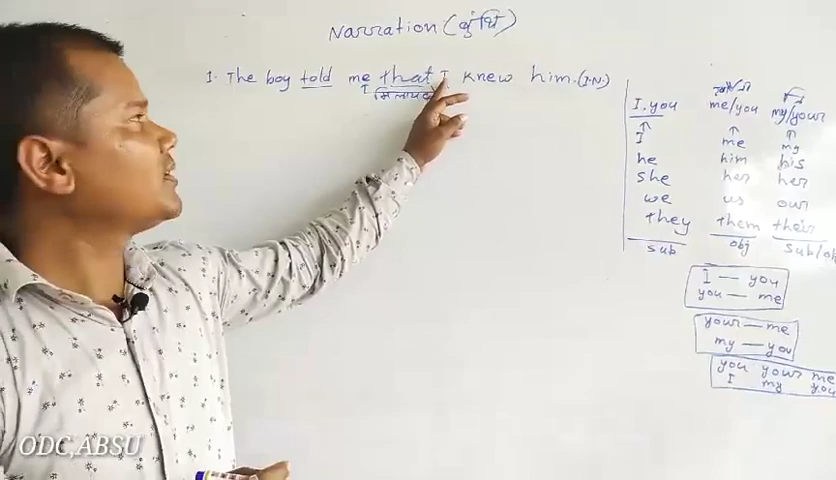 Narration
1. The boy told me that I knew him. (I.N.)
I
I, you me/you my/your
I me my
he him his
she her her
we us our
they them their
sub obj sub/ob
I — you
you — me
your — me
my — you
you your me
I my you
ODC,ABSU